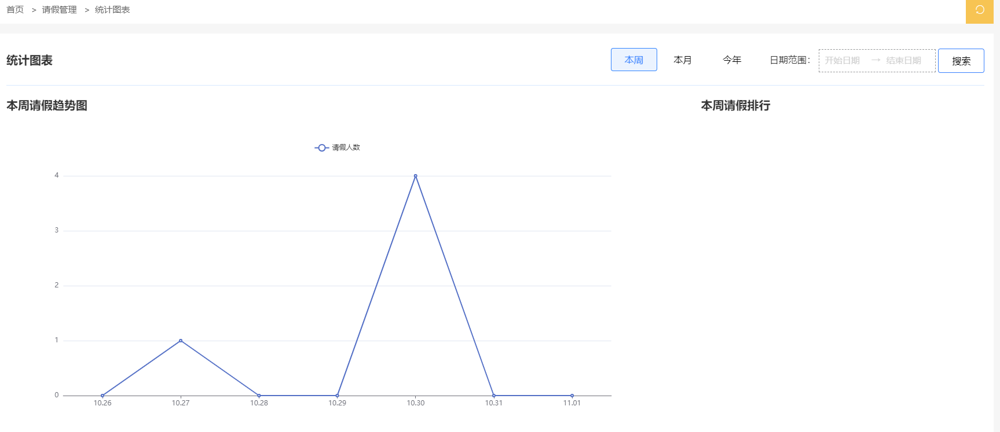 首页 > 请假管理 > 统计图表
统计图表
本周 本月 今年 日期范围： 开始日期 → 结束日期 搜索
本周请假趋势图
本周请假排行
请假人数
4
3
2
1
0
10.26 10.27 10.28 10.29 10.30 10.31 11.01